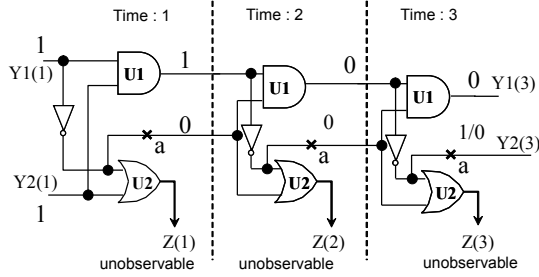 Time : 1
Time : 2
Time : 3
1
Y1(1)
U1
1
U1
0
U1
0
Y1(3)
0
a
0
a
1/0
Y2(3)
a
Y2(1)
1
U2
U2
U2
Z(1)
Z(2)
Z(3)
unobservable
unobservable
unobservable